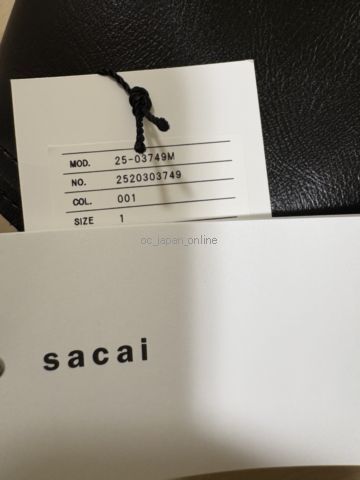 MOD. 25-03749M
NO. 2520303749
COL. 001
SIZE 1
oc_japan_online
sacai